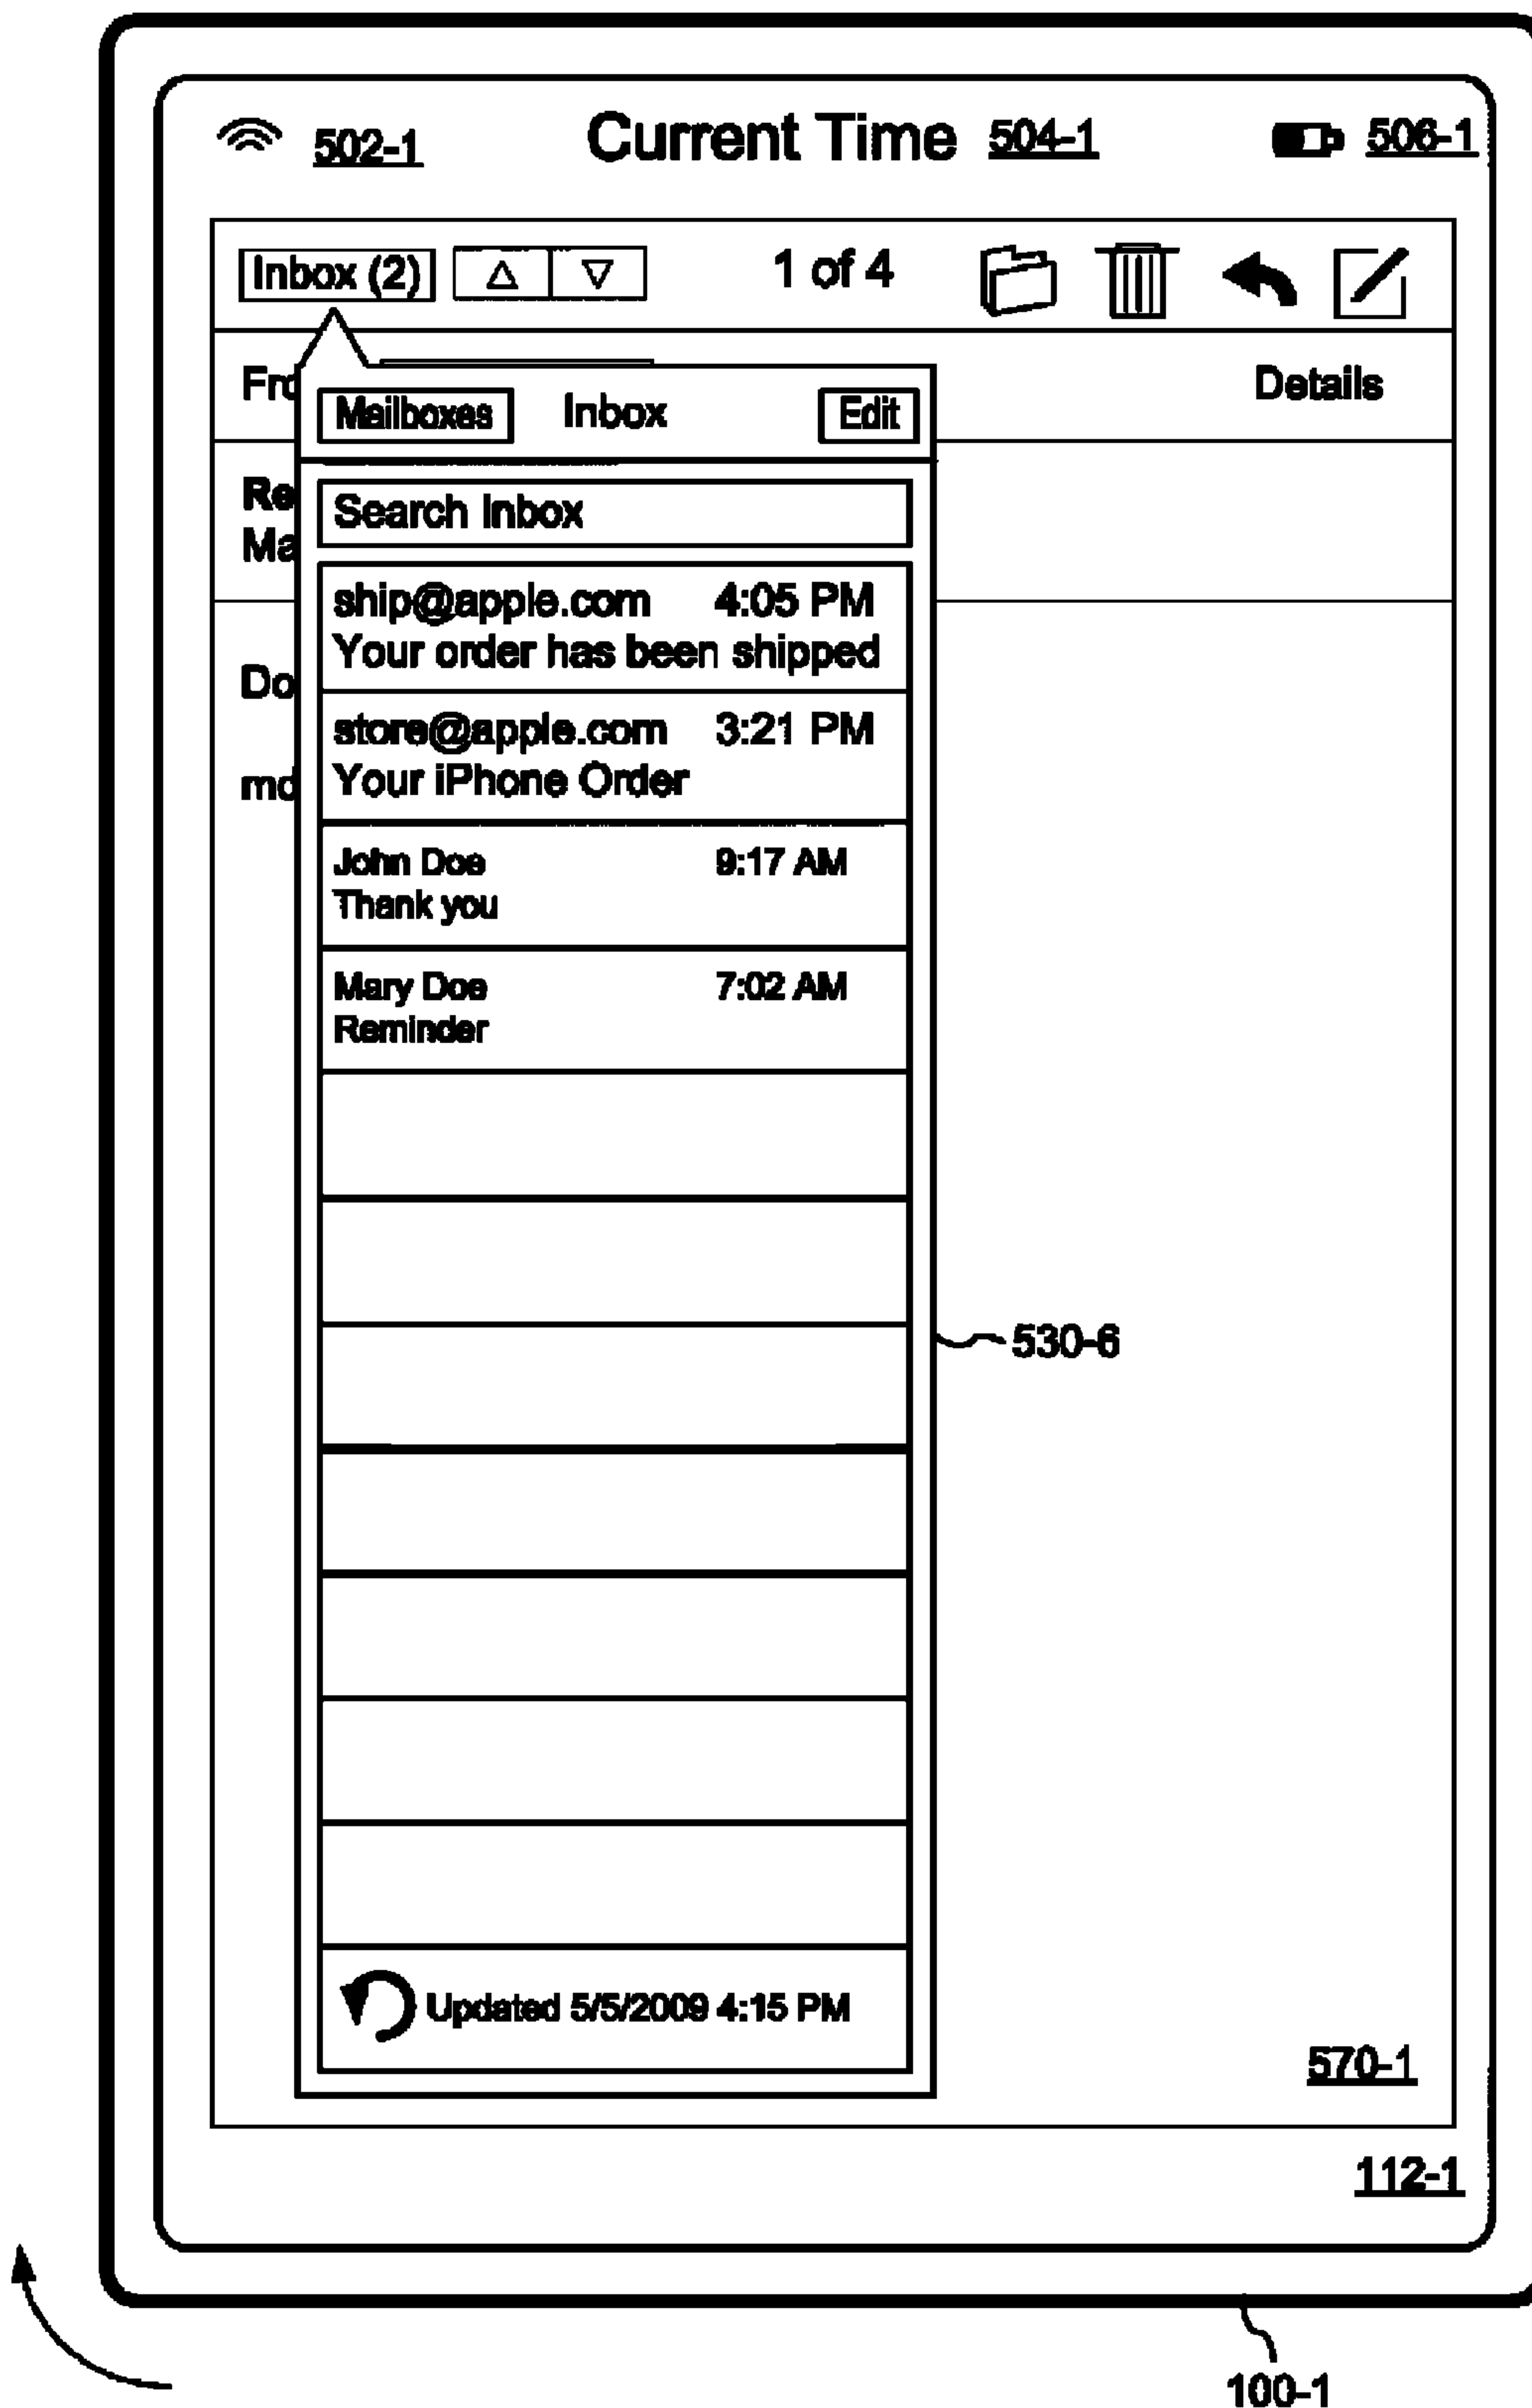 502-1 Current Time 504-1 506-1
Inbox (2) 1 of 4
Details
Mailboxes Inbox Edit
Re
Search Inbox
Ma
ship@apple.com 4:05 PM
Your order has been shipped
Do
store@apple.com 3:21 PM
Your iPhone Order
John Doe 9:17 AM
Thank you
Mary Doe 7:02 AM
Reminder
530-6
Updated 5/5/2009 4:15 PM
570-1
112-1
100-1